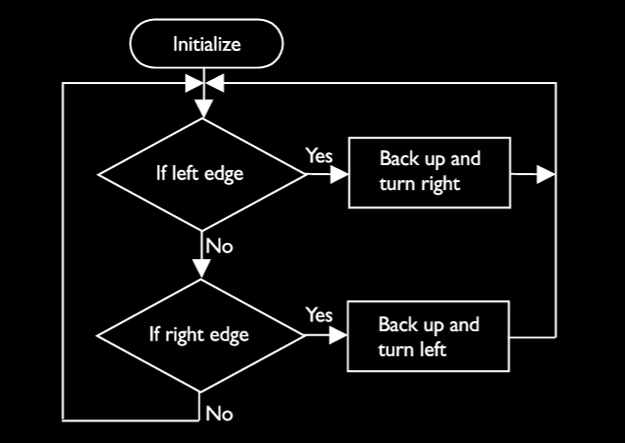 Initialize
If left edge
Yes
Back up and
turn right
No
If right edge
Yes
Back up and
turn left
No